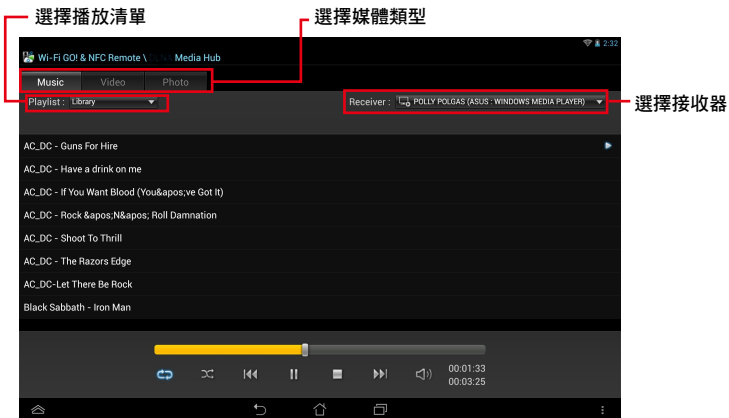 選擇播放清單
選擇媒體類型
2:32
Wi-Fi GO! & NFC Remote \ DLNA Media Hub
Music Video Photo
Playlist : Library
Receiver : POLLY POLGAS (ASUS : WINDOWS MEDIA PLAYER)
選擇接收器
AC_DC - Guns For Hire
AC_DC - Have a drink on me
AC_DC - If You Want Blood (You&apos;ve Got It)
AC_DC - Rock &apos;N&apos; Roll Damnation
AC_DC - Shoot To Thrill
AC_DC - The Razors Edge
AC_DC-Let There Be Rock
Black Sabbath - Iron Man
00:01:33
00:03:25